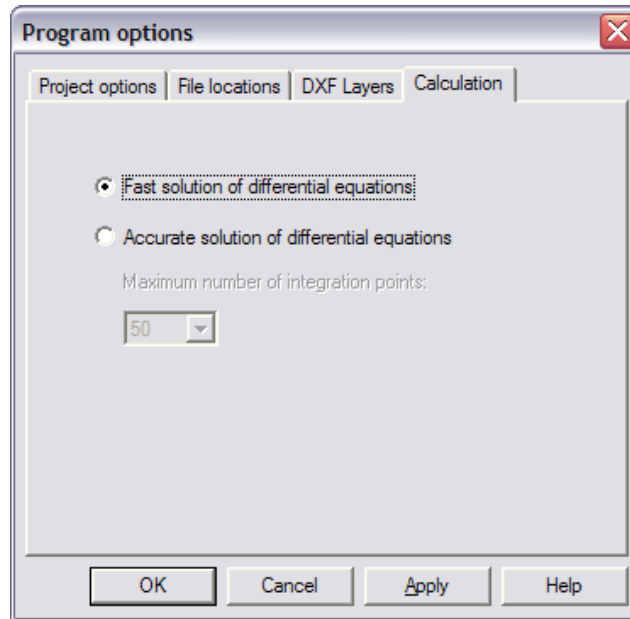 Program options
Project options File locations DXF Layers Calculation
Fast solution of differential equations
Accurate solution of differential equations
Maximum number of integration points:
50
OK Cancel Apply Help